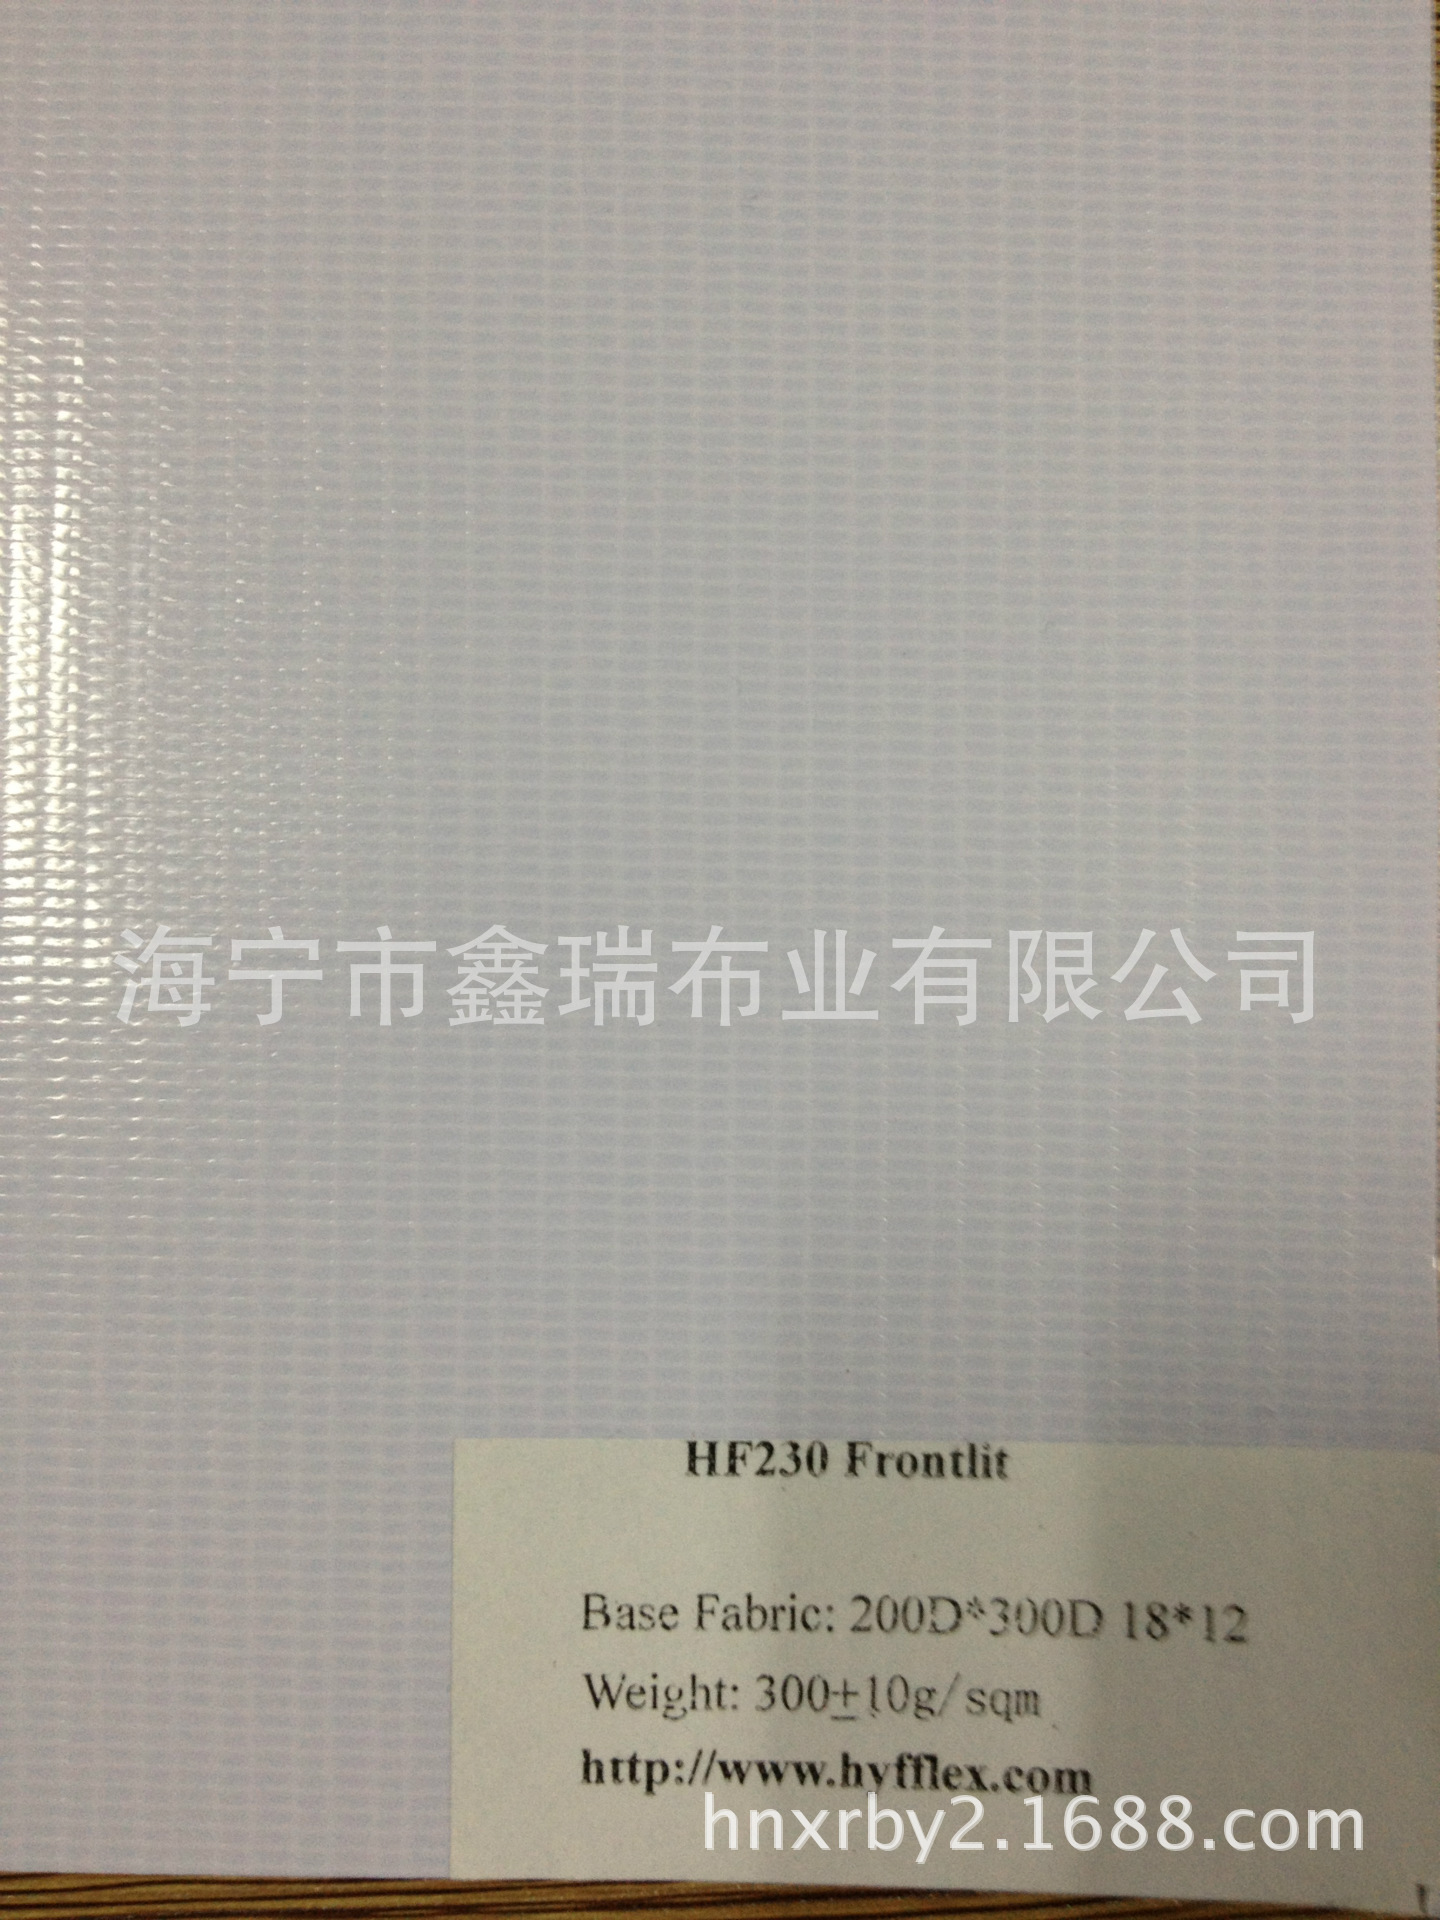 海宁市鑫瑞布业有限公司
HF230 Frontlit
Base Fabric: 200D*300D 18*12
Weight: 300±10g/sqm
http://www.hyfflex.com
hnxrby2.1688.com